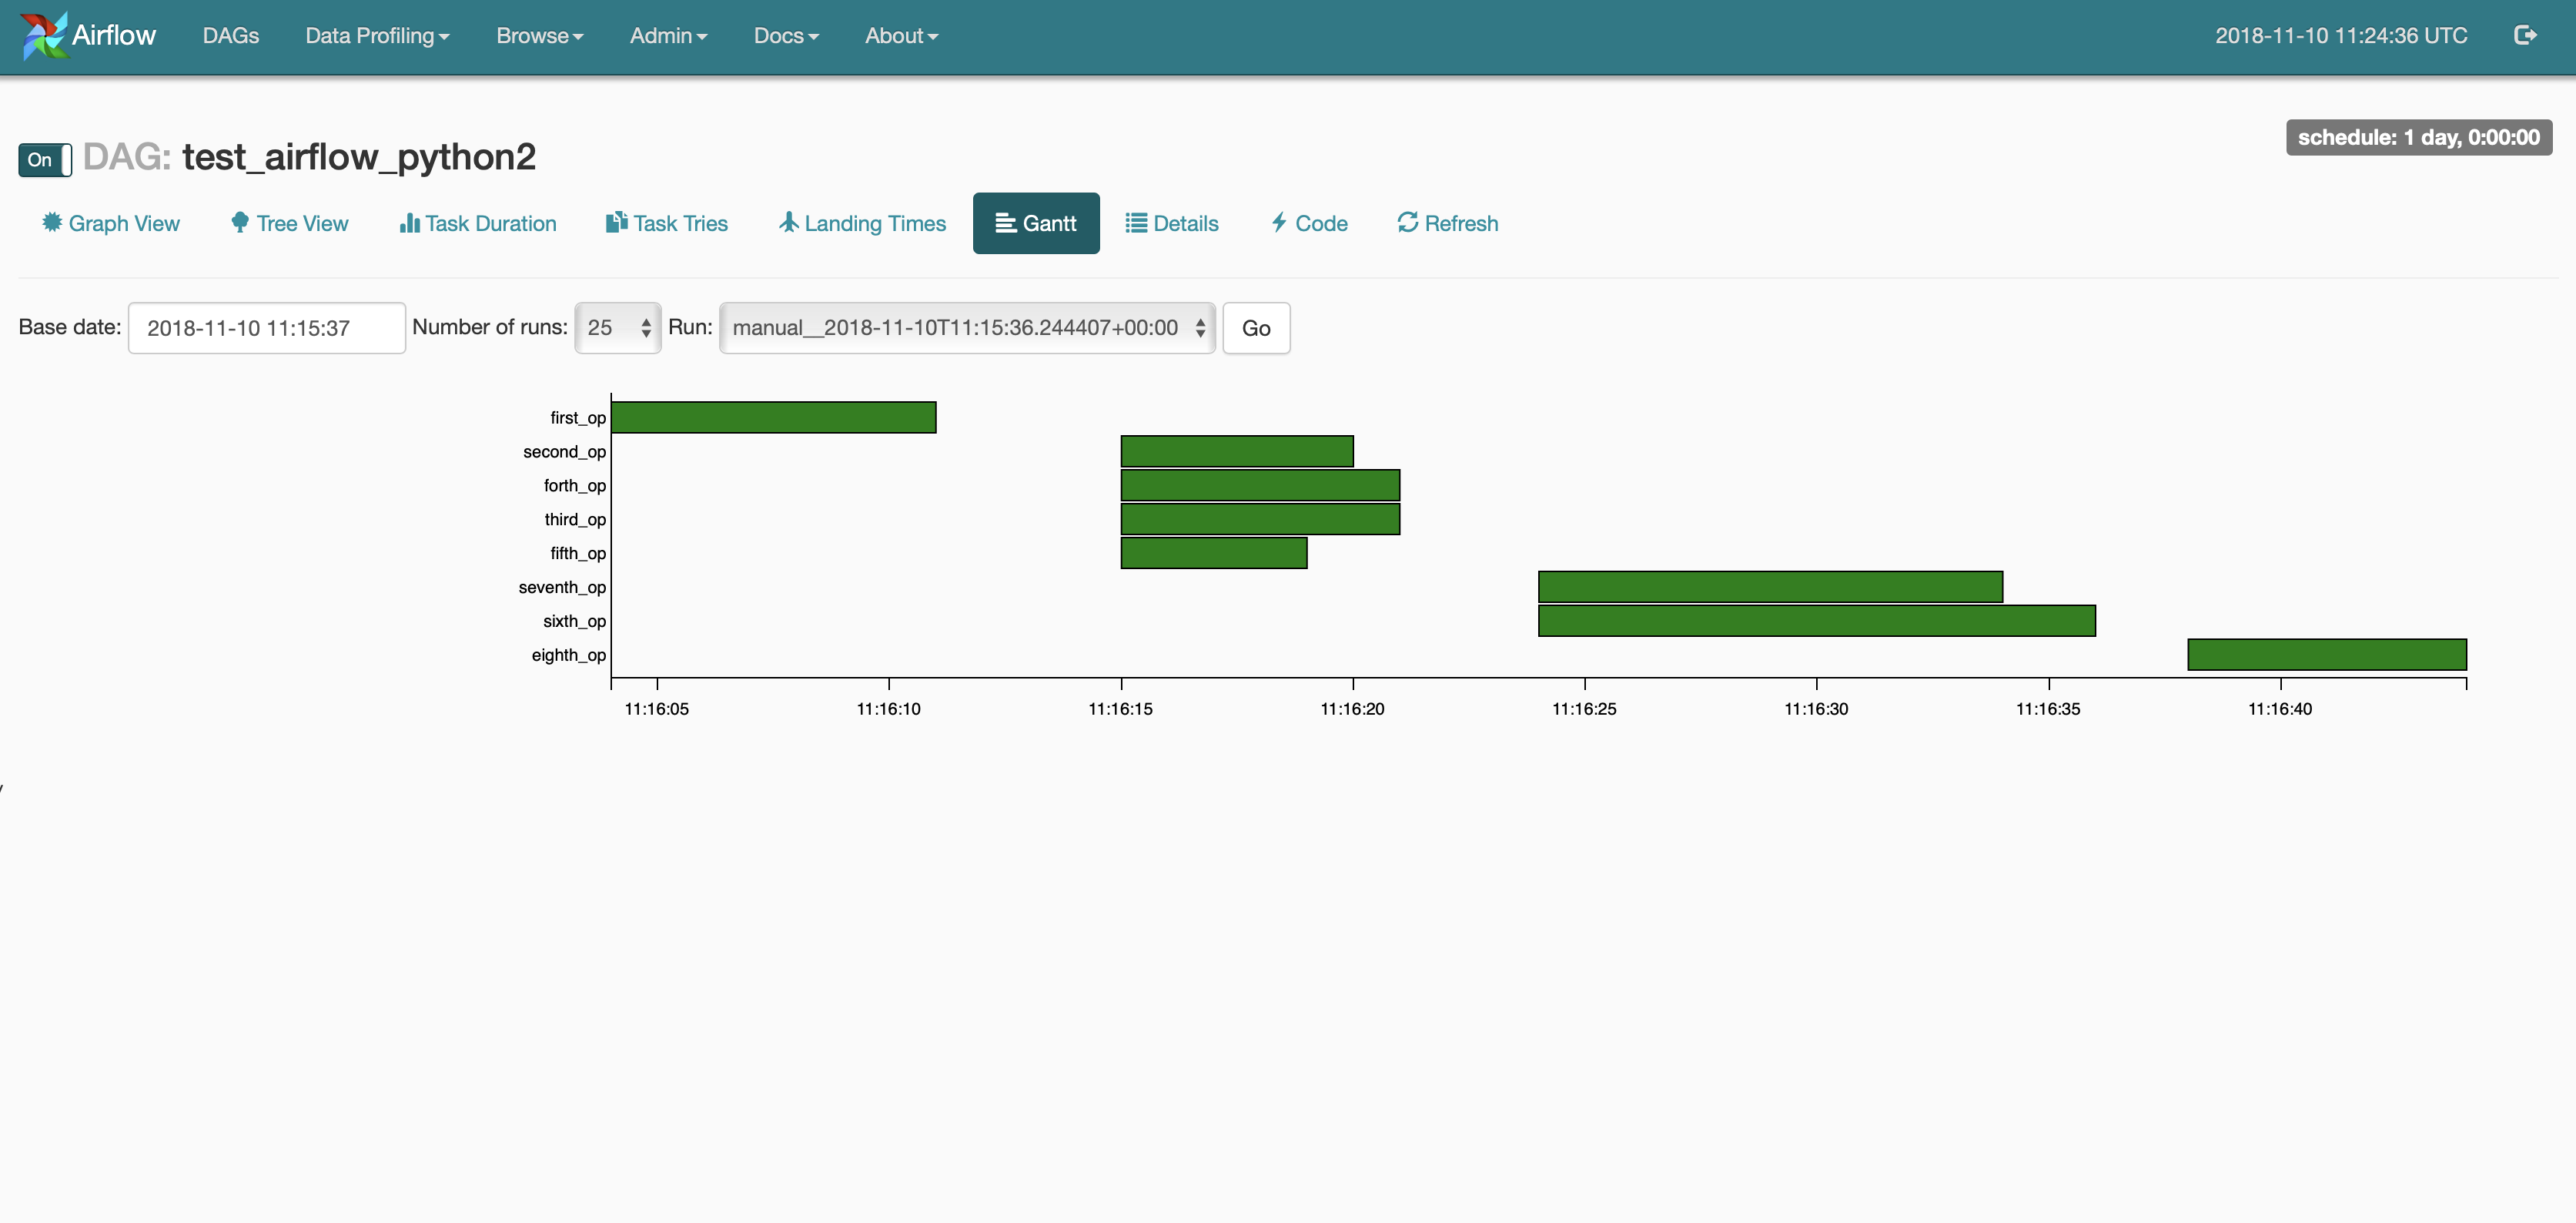 Airflow DAGs Data Profiling Browse Admin Docs About 2018-11-10 11:24:36 UTC
schedule: 1 day, 0:00:00
On DAG: test_airflow_python2
Graph View Tree View Task Duration Task Tries Landing Times Gantt Details Code Refresh
Base date: 2018-11-10 11:15:37 Number of runs: 25 Run: manual__2018-11-10T11:15:36.244407+00:00 Go
first_op
second_op
forth_op
third_op
fifth_op
seventh_op
sixth_op
eighth_op
11:16:05 11:16:10 11:16:15 11:16:20 11:16:25 11:16:30 11:16:35 11:16:40